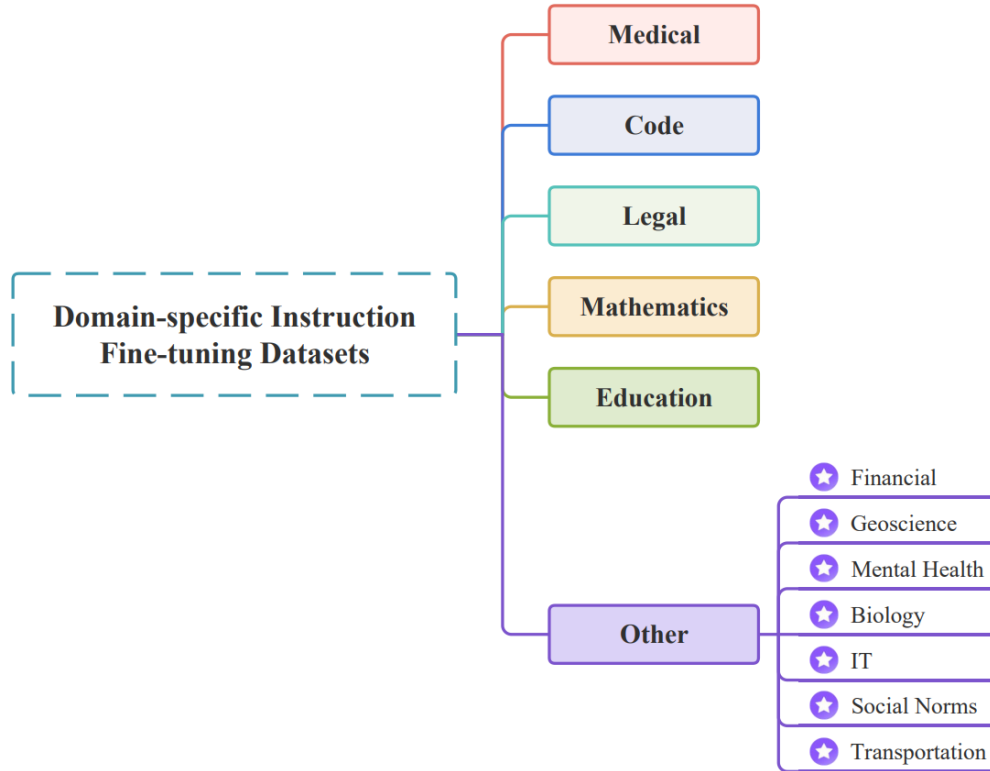 Medical
Code
Legal
Domain-specific Instruction
Fine-tuning Datasets
Mathematics
Education
Other
Financial
Geoscience
Mental Health
Biology
IT
Social Norms
Transportation